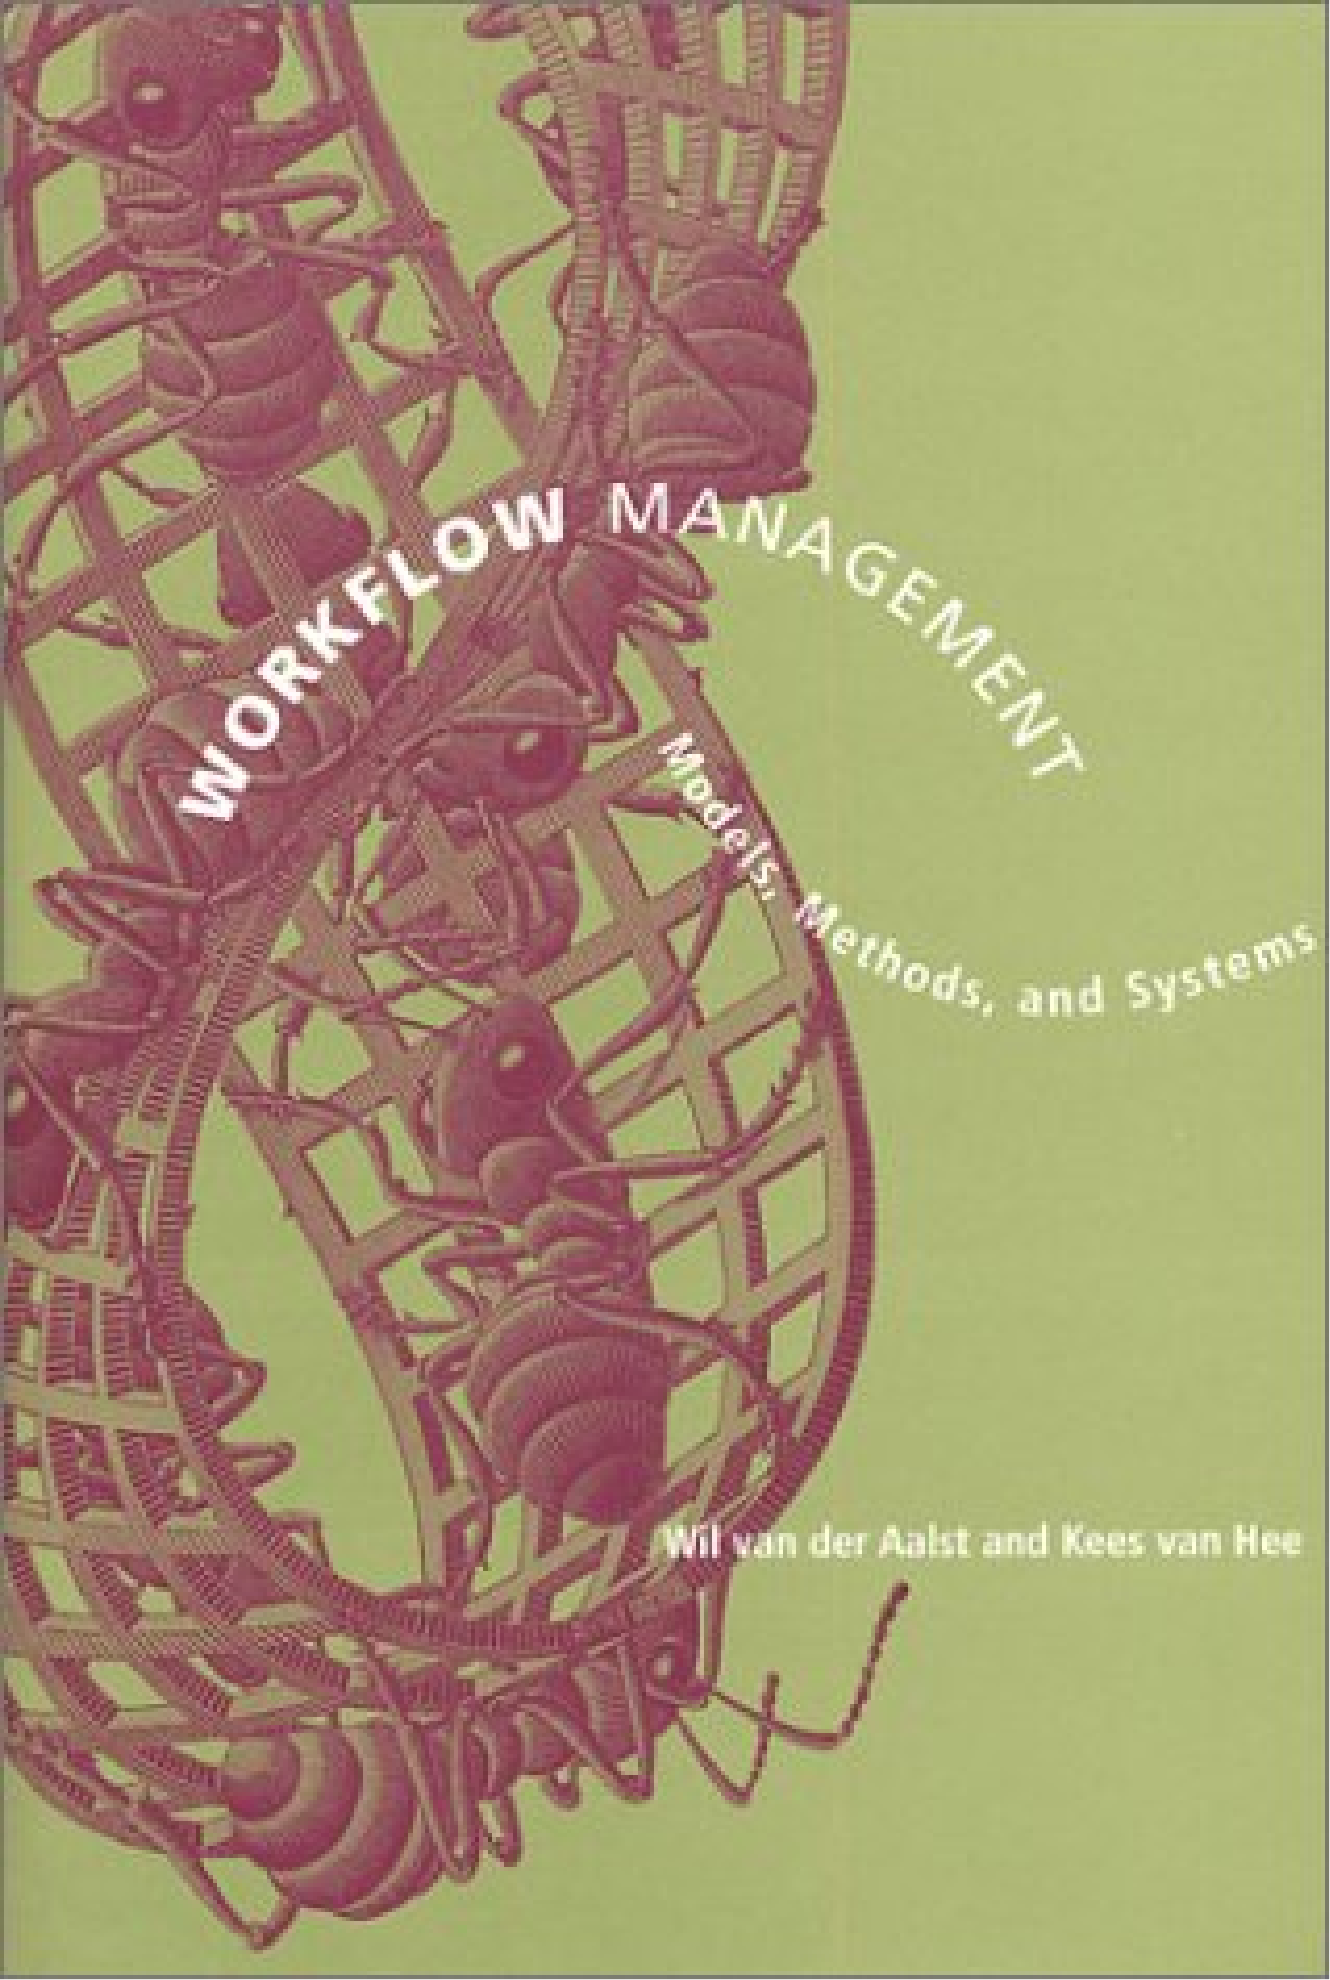 WORKFLOW MANAGEMENT
Models, Methods, and Systems
Wil van der Aalst and Kees van Hee